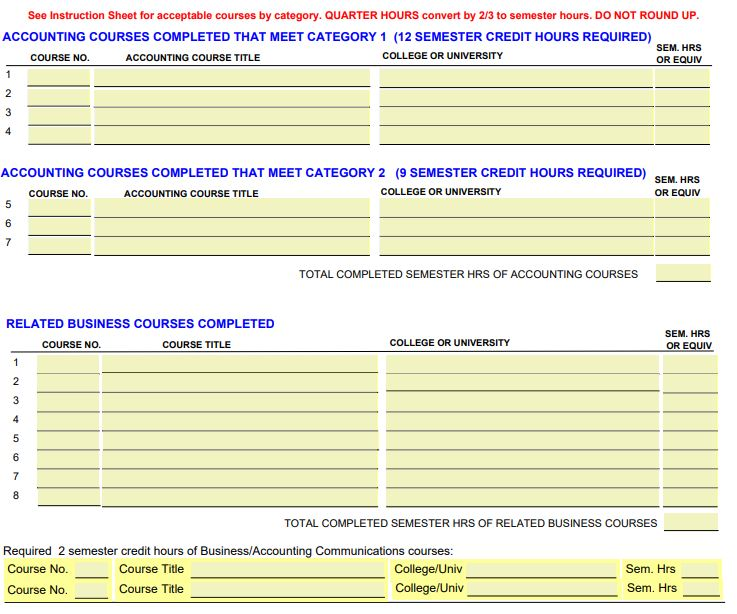 See Instruction Sheet for acceptable courses by category. QUARTER HOURS convert by 2/3 to semester hours. DO NOT ROUND UP.
ACCOUNTING COURSES COMPLETED THAT MEET CATEGORY 1 (12 SEMESTER CREDIT HOURS REQUIRED)
COURSE NO. ACCOUNTING COURSE TITLE COLLEGE OR UNIVERSITY SEM. HRS OR EQUIV
1
2
3
4
ACCOUNTING COURSES COMPLETED THAT MEET CATEGORY 2 (9 SEMESTER CREDIT HOURS REQUIRED)
COURSE NO. ACCOUNTING COURSE TITLE COLLEGE OR UNIVERSITY SEM. HRS OR EQUIV
5
6
7
TOTAL COMPLETED SEMESTER HRS OF ACCOUNTING COURSES
RELATED BUSINESS COURSES COMPLETED
COURSE NO. COURSE TITLE COLLEGE OR UNIVERSITY SEM. HRS OR EQUIV
1
2
3
4
5
6
7
8
TOTAL COMPLETED SEMESTER HRS OF RELATED BUSINESS COURSES
Required 2 semester credit hours of Business/Accounting Communications courses:
Course No. Course Title College/Univ Sem. Hrs
Course No. Course Title College/Univ Sem. Hrs